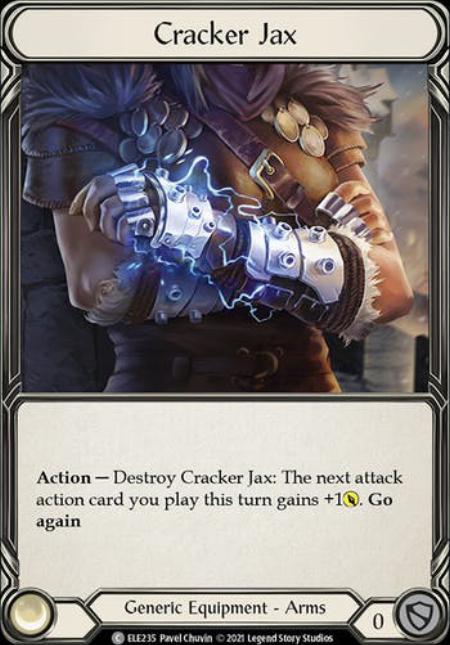 Cracker Jax
Action — Destroy Cracker Jax: The next attack
action card you play this turn gains +1. Go
again
Generic Equipment - Arms
0
C ELE235 Pavel Chuvin © 2021 Legend Story Studios